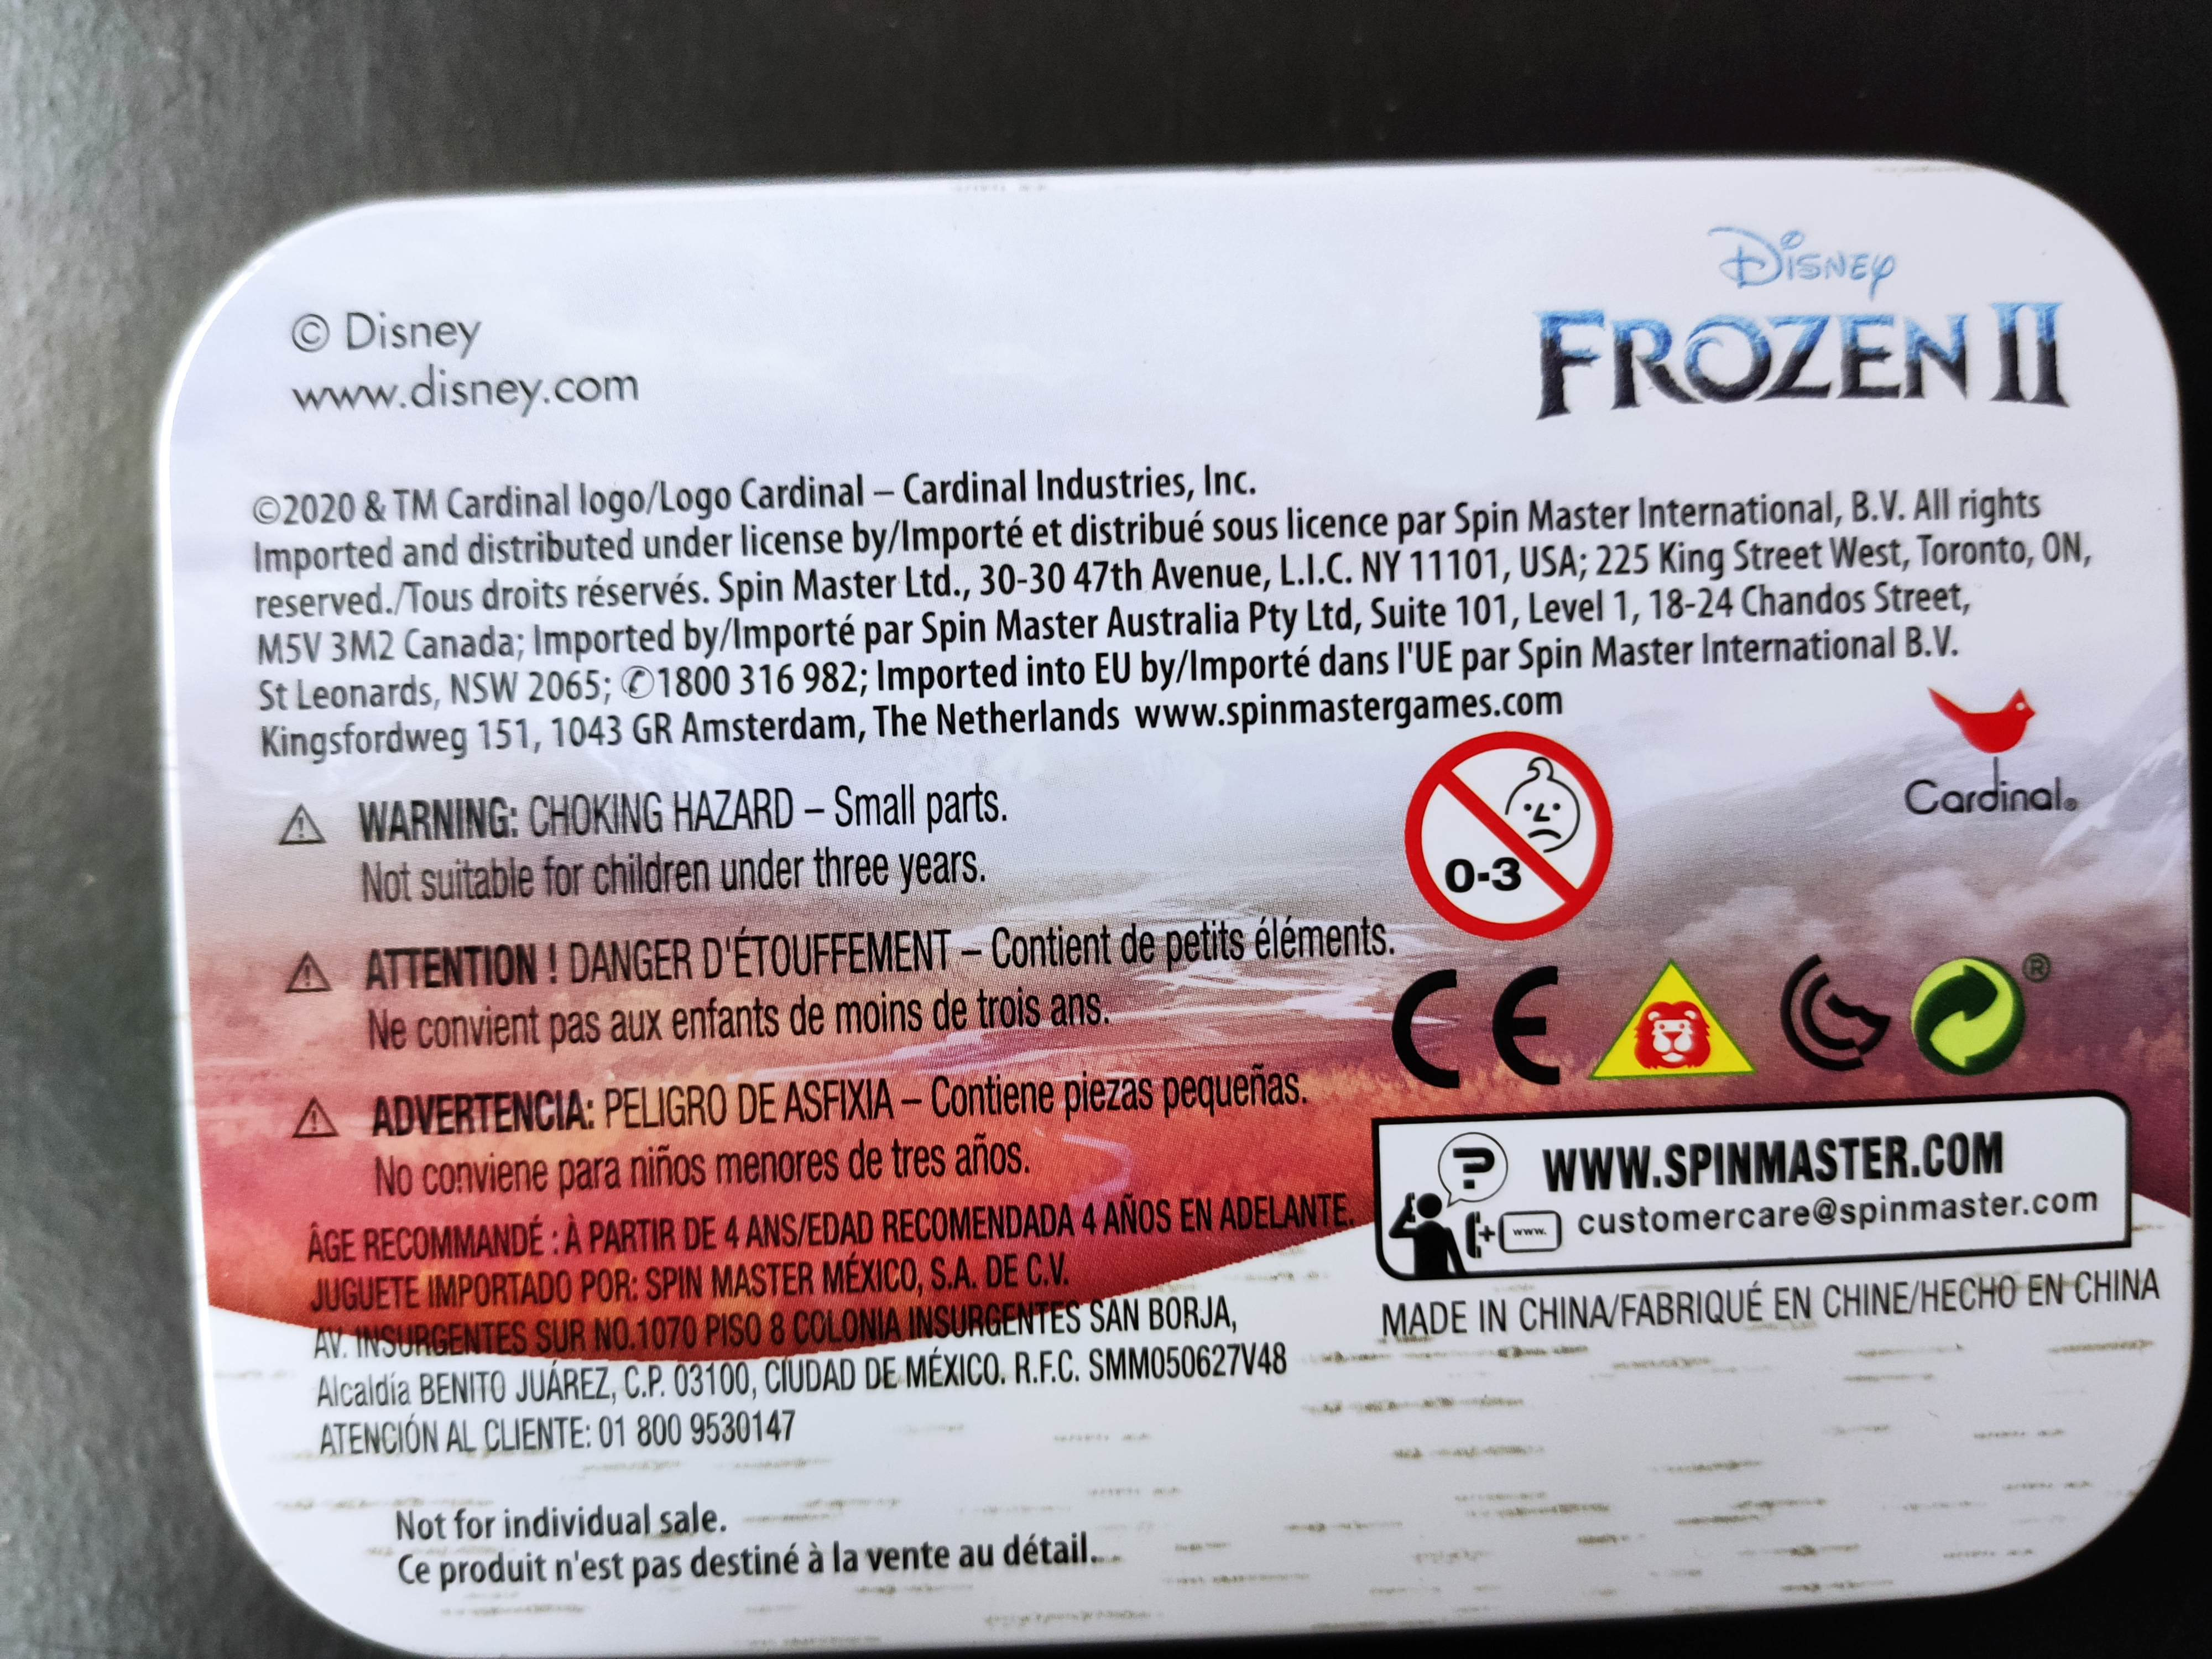 © Disney
www.disney.com
DISNEY
FROZEN II
©2020 & TM Cardinal logo/Logo Cardinal – Cardinal Industries, Inc.
Imported and distributed under license by/Importé et distribué sous licence par Spin Master International, B.V. All rights
reserved./Tous droits réservés. Spin Master Ltd., 30-30 47th Avenue, L.I.C. NY 11101, USA; 225 King Street West, Toronto, ON,
M5V 3M2 Canada; Imported by/Importé par Spin Master Australia Pty Ltd, Suite 101, Level 1, 18-24 Chandos Street,
St Leonards, NSW 2065; ✆1800 316 982; Imported into EU by/Importé dans l'UE par Spin Master International B.V.
Kingsfordweg 151, 1043 GR Amsterdam, The Netherlands www.spinmastergames.com
Cardinal®
⚠ WARNING: CHOKING HAZARD – Small parts.
Not suitable for children under three years.
0-3
⚠ ATTENTION ! DANGER D'ÉTOUFFEMENT – Contient de petits éléments.
Ne convient pas aux enfants de moins de trois ans.
CE
®
⚠ ADVERTENCIA: PELIGRO DE ASFIXIA – Contiene piezas pequeñas.
No conviene para niños menores de tres años.
ÂGE RECOMMANDÉ : À PARTIR DE 4 ANS/EDAD RECOMENDADA 4 AÑOS EN ADELANTE.
JUGUETE IMPORTADO POR: SPIN MASTER MÉXICO, S.A. DE C.V.
AV. INSURGENTES SUR NO.1070 PISO 8 COLONIA INSURGENTES SAN BORJA,
Alcaldía BENITO JUÁREZ, C.P. 03100, CIUDAD DE MÉXICO. R.F.C. SMM050627V48
ATENCIÓN AL CLIENTE: 01 800 9530147
?
WWW.SPINMASTER.COM
+ www. customercare@spinmaster.com
MADE IN CHINA/FABRIQUÉ EN CHINE/HECHO EN CHINA
Not for individual sale.
Ce produit n'est pas destiné à la vente au détail.